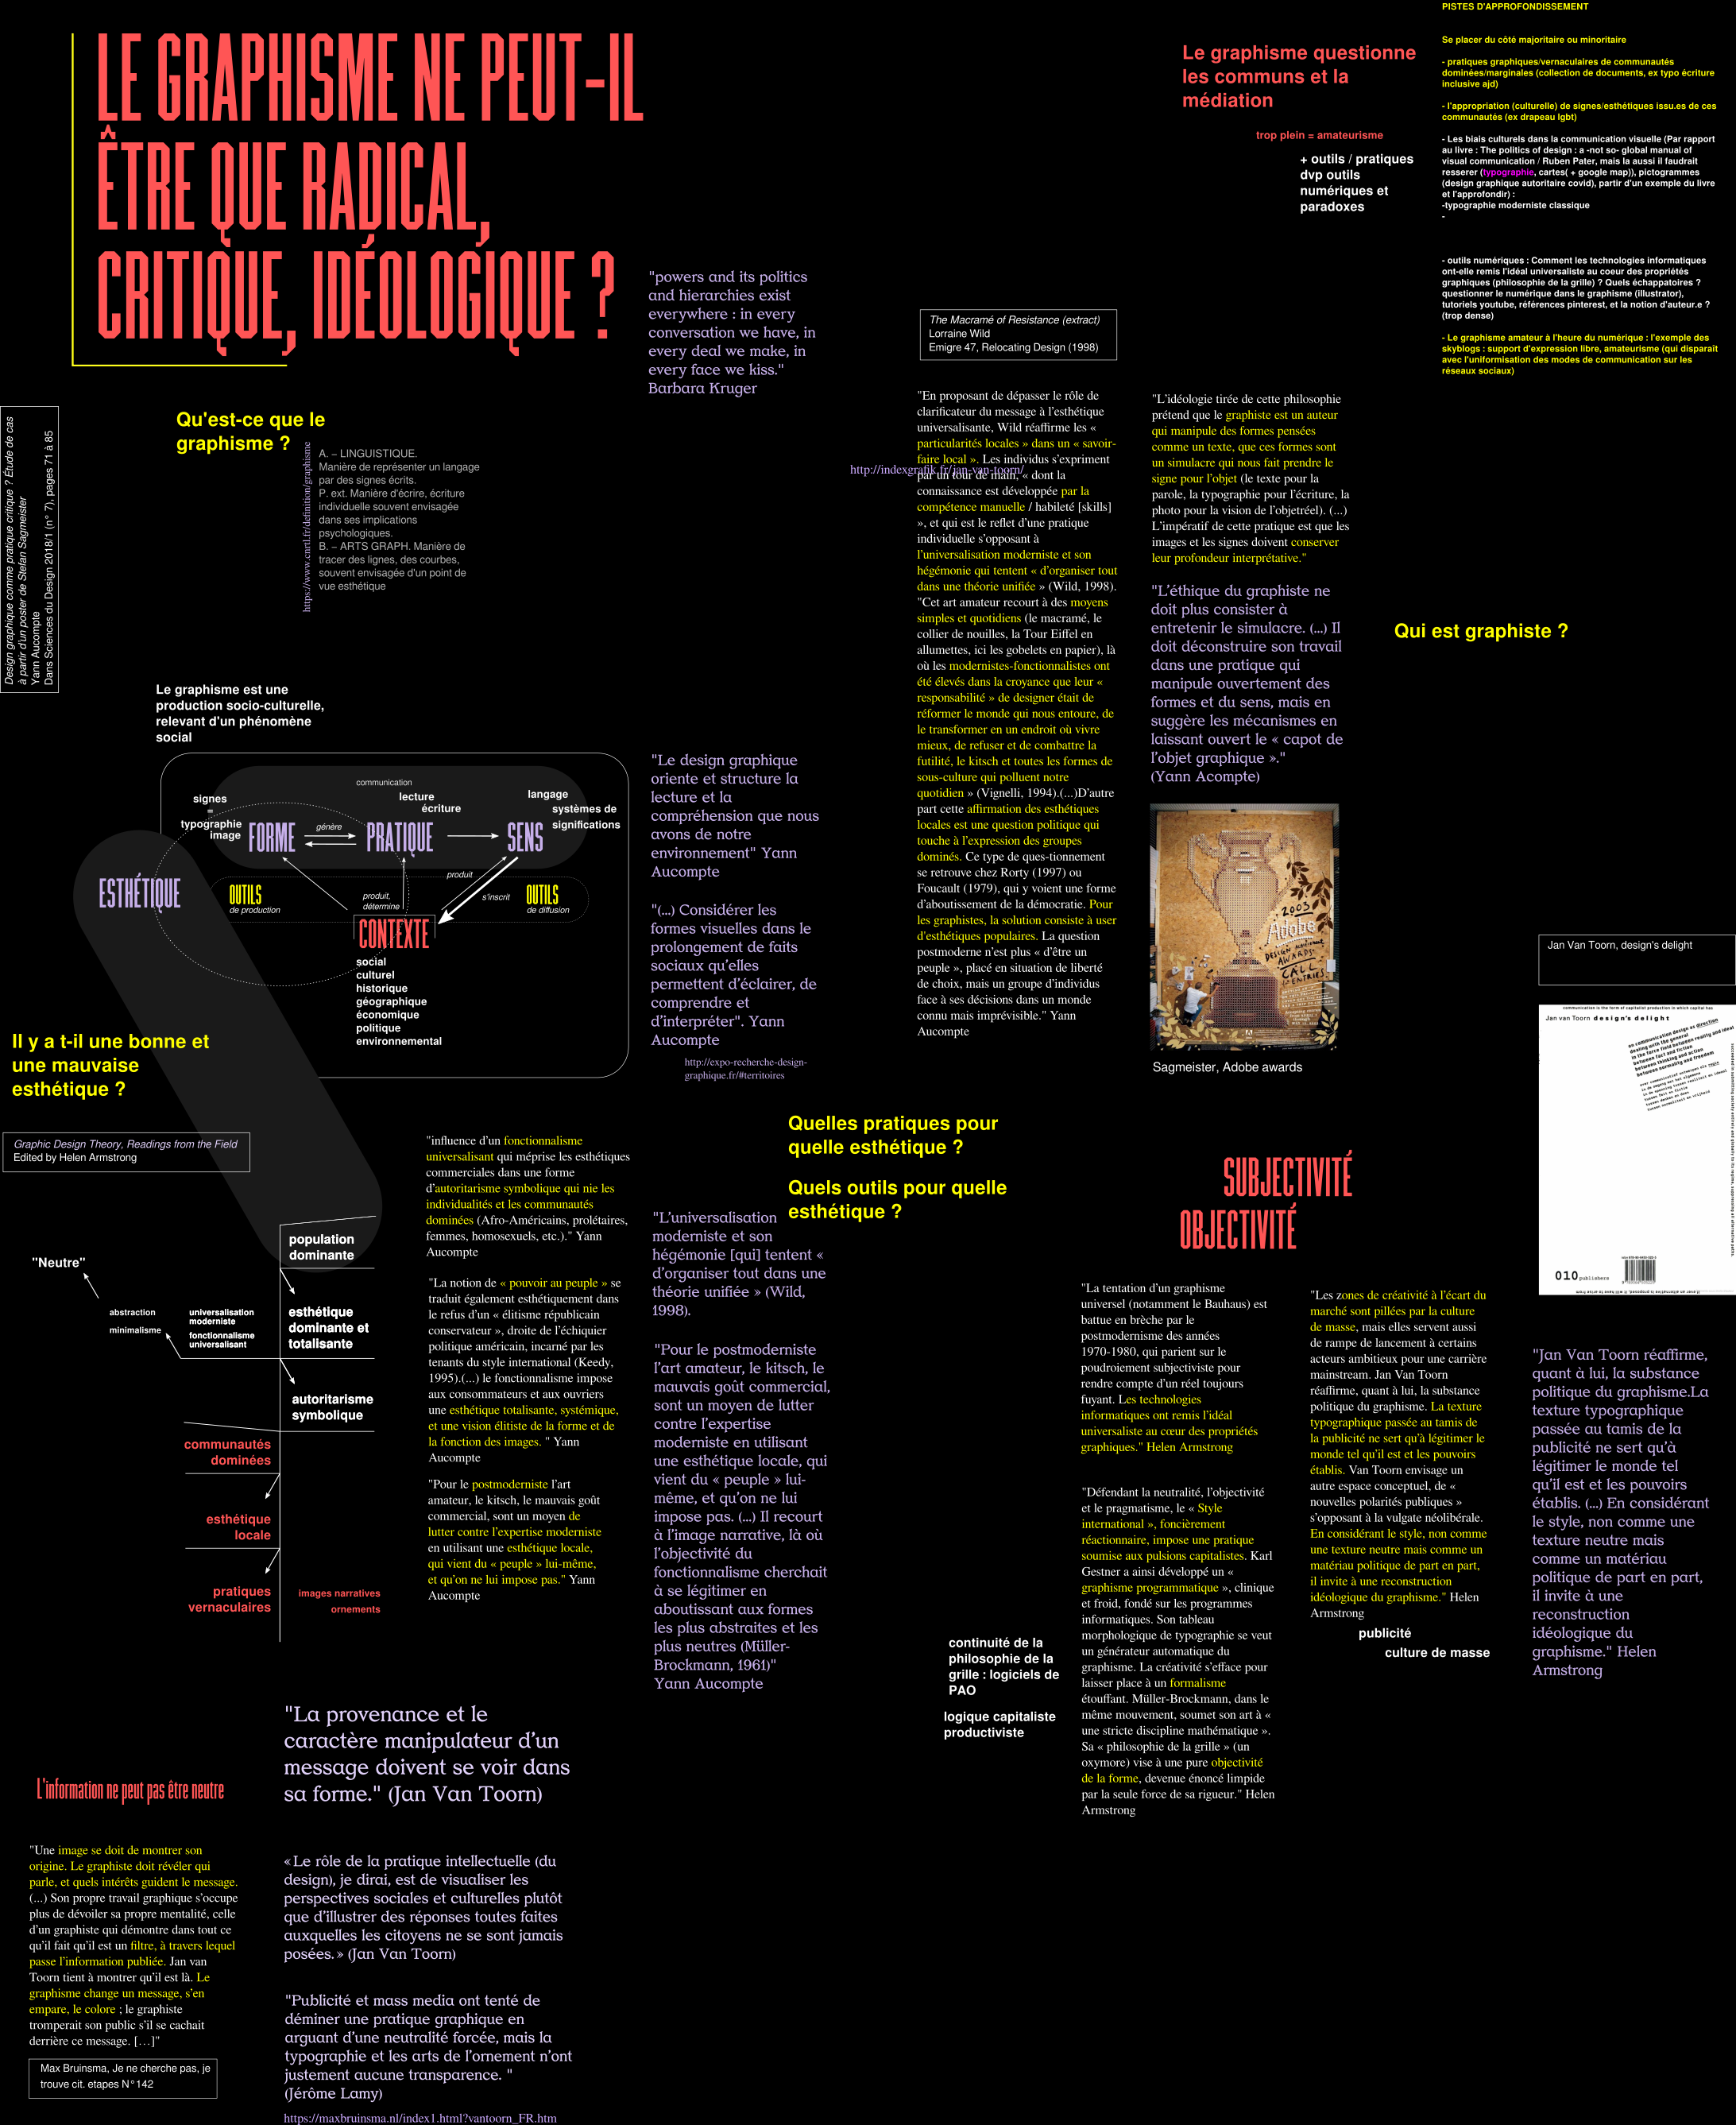 LE GRAPHISME NE PEUT-IL
ÊTRE QUE RADICAL,
CRITIQUE, IDÉOLOGIQUE ?
"powers and its politics
and hierarchies exist
everywhere : in every
conversation we have, in
every deal we make, in
every face we kiss."
Barbara Kruger
Le graphisme questionne
les communs et la
médiation
trop plein = amateurisme
+ outils / pratiques
dvp outils
numériques et
paradoxes
PISTES D'APPROFONDISSEMENT
Se placer du côté majoritaire ou minoritaire
- pratiques graphiques/vernaculaires de communautés
dominées/marginales (collection de documents, ex typo écriture
inclusive ajd)
- l'appropriation (culturelle) de signes/esthétiques issu.es de ces
communautés (ex drapeau lgbt)
- Les biais culturels dans la communication visuelle (Par rapport
au livre : The politics of design : a -not so- global manual of
visual communication / Ruben Pater, mais la aussi il faudrait
resserer (typographie, cartes( + google map)), pictogrammes
(design graphique autoritaire covid), partir d'un exemple du livre
et l'approfondir) :
-typographie moderniste classique
-
- outils numériques : Comment les technologies informatiques
ont-elle remis l'idéal universaliste au coeur des propriétés
graphiques (philosophie de la grille) ? Quels échappatoires ?
questionner le numérique dans le graphisme (illustrator),
tutoriels youtube, références pinterest, et la notion d'auteur.e ?
(trop dense)
- Le graphisme amateur à l'heure du numérique : l'exemple des
skyblogs : support d'expression libre, amateurisme (qui disparaît
avec l'uniformisation des modes de communication sur les
réseaux sociaux)
Design graphique comme pratique critique ? Étude de cas
à partir d'un poster de Stefan Sagmeister
Yann Aucompte
Dans Sciences du Design 2018/1 (n° 7), pages 71 à 85
Qu'est-ce que le
graphisme ?
https://www.cnrtl.fr/definition/graphisme
A. – LINGUISTIQUE.
Manière de représenter un langage
par des signes écrits.
P. ext. Manière d'écrire, écriture
individuelle souvent envisagée
dans ses implications
psychologiques.
B. – ARTS GRAPH. Manière de
tracer des lignes, des courbes,
souvent envisagée d'un point de
vue esthétique
The Macramé of Resistance (extract)
Lorraine Wild
Emigre 47, Relocating Design (1998)
http://indexgrafik.fr/jan-van-toorn/
"En proposant de dépasser le rôle de
clarificateur du message à l'esthétique
universalisante, Wild réaffirme les «
particularités locales » dans un « savoir-
faire local ». Les individus s'expriment
par un tour de main, « dont la
connaissance est développée par la
compétence manuelle / habileté [skills]
», et qui est le reflet d'une pratique
individuelle s'opposant à
l'universalisation moderniste et son
hégémonie qui tentent « d'organiser tout
dans une théorie unifiée » (Wild, 1998).
"Cet art amateur recourt à des moyens
simples et quotidiens (le macramé, le
collier de nouilles, la Tour Eiffel en
allumettes, ici les gobelets en papier), là
où les modernistes-fonctionnalistes ont
été élevés dans la croyance que leur «
responsabilité » de designer était de
réformer le monde qui nous entoure, de
le transformer en un endroit où vivre
mieux, de refuser et de combattre la
futilité, le kitsch et toutes les formes de
sous-culture qui polluent notre
quotidien » (Vignelli, 1994).(...)D'autre
part cette affirmation des esthétiques
locales est une question politique qui
touche à l'expression des groupes
dominés. Ce type de ques-tionnement
se retrouve chez Rorty (1997) ou
Foucault (1979), qui y voient une forme
d'aboutissement de la démocratie. Pour
les graphistes, la solution consiste à user
d'esthétiques populaires. La question
postmoderne n'est plus « d'être un
peuple », placé en situation de liberté
de choix, mais un groupe d'individus
face à ses décisions dans un monde
connu mais imprévisible." Yann
Aucompte
"L'idéologie tirée de cette philosophie
prétend que le graphiste est un auteur
qui manipule des formes pensées
comme un texte, que ces formes sont
un simulacre qui nous fait prendre le
signe pour l'objet (le texte pour la
parole, la typographie pour l'écriture, la
photo pour la vision de l'objetréel). (...)
L'impératif de cette pratique est que les
images et les signes doivent conserver
leur profondeur interprétative."
"L'éthique du graphiste ne
doit plus consister à
entretenir le simulacre. (...) Il
doit déconstruire son travail
dans une pratique qui
manipule ouvertement des
formes et du sens, mais en
suggère les mécanismes en
laissant ouvert le « capot de
l'objet graphique »."
(Yann Acompte)
2003
Adobe
DESIGN
AWARDS
CALL
ENTRIES
Sagmeister, Adobe awards
Qui est graphiste ?
Le graphisme est une
production socio-culturelle,
relevant d'un phénomène
social
communication
signes
=
typographie
image
lecture
écriture
langage
systèmes de
significations
FORME
génère
PRATIQUE
SENS
ESTHÉTIQUE
OUTILS
de production
produit,
détermine
produit
s'inscrit
OUTILS
de diffusion
CONTEXTE
social
culturel
historique
géographique
économique
politique
environnemental
"Le design graphique
oriente et structure la
lecture et la
compréhension que nous
avons de notre
environnement" Yann
Aucompte
"(...) Considérer les
formes visuelles dans le
prolongement de faits
sociaux qu'elles
permettent d'éclairer, de
comprendre et
d'interpréter". Yann
Aucompte
http://expo-recherche-design-
graphique.fr/#territoires
Il y a t-il une bonne et
une mauvaise
esthétique ?
Graphic Design Theory, Readings from the Field
Edited by Helen Armstrong
"Neutre"
abstraction
minimalisme
universalisation
moderniste
fonctionnalisme
universalisant
population
dominante
esthétique
dominante et
totalisante
autoritarisme
symbolique
communautés
dominées
esthétique
locale
pratiques
vernaculaires
images narratives
ornements
"influence d'un fonctionnalisme
universalisant qui méprise les esthétiques
commerciales dans une forme
d'autoritarisme symbolique qui nie les
individualités et les communautés
dominées (Afro-Américains, prolétaires,
femmes, homosexuels, etc.)." Yann
Aucompte
"La notion de « pouvoir au peuple » se
traduit également esthétiquement dans
le refus d'un « élitisme républicain
conservateur », droite de l'échiquier
politique américain, incarné par les
tenants du style international (Keedy,
1995).(...) le fonctionnalisme impose
aux consommateurs et aux ouvriers
une esthétique totalisante, systémique,
et une vision élitiste de la forme et de
la fonction des images. " Yann
Aucompte
"Pour le postmoderniste l'art
amateur, le kitsch, le mauvais goût
commercial, sont un moyen de
lutter contre l'expertise moderniste
en utilisant une esthétique locale,
qui vient du « peuple » lui-même,
et qu'on ne lui impose pas." Yann
Aucompte
Quelles pratiques pour
quelle esthétique ?
Quels outils pour quelle
esthétique ?
"L'universalisation
moderniste et son
hégémonie [qui] tentent «
d'organiser tout dans une
théorie unifiée » (Wild,
1998).
"Pour le postmoderniste
l'art amateur, le kitsch, le
mauvais goût commercial,
sont un moyen de lutter
contre l'expertise
moderniste en utilisant
une esthétique locale, qui
vient du « peuple » lui-
même, et qu'on ne lui
impose pas. (...) Il recourt
à l'image narrative, là où
l'objectivité du
fonctionnalisme cherchait
à se légitimer en
aboutissant aux formes
les plus abstraites et les
plus neutres (Müller-
Brockmann, 1961)"
Yann Aucompte
SUBJECTIVITÉ
OBJECTIVITÉ
"La tentation d'un graphisme
universel (notamment le Bauhaus) est
battue en brèche par le
postmodernisme des années
1970-1980, qui parient sur le
poudroiement subjectiviste pour
rendre compte d'un réel toujours
fuyant. Les technologies
informatiques ont remis l'idéal
universaliste au cœur des propriétés
graphiques." Helen Armstrong
"Défendant la neutralité, l'objectivité
et le pragmatisme, le « Style
international », foncièrement
réactionnaire, impose une pratique
soumise aux pulsions capitalistes. Karl
Gestner a ainsi développé un «
graphisme programmatique », clinique
et froid, fondé sur les programmes
informatiques. Son tableau
morphologique de typographie se veut
un générateur automatique du
graphisme. La créativité s'efface pour
laisser place à un formalisme
étouffant. Müller-Brockmann, dans le
même mouvement, soumet son art à «
une stricte discipline mathématique ».
Sa « philosophie de la grille » (un
oxymore) vise à une pure objectivité
de la forme, devenue énoncé limpide
par la seule force de sa rigueur." Helen
Armstrong
continuité de la
philosophie de la
grille : logiciels de
PAO
logique capitaliste
productiviste
"Les zones de créativité à l'écart du
marché sont pillées par la culture
de masse, mais elles servent aussi
de rampe de lancement à certains
acteurs ambitieux pour une carrière
mainstream. Jan Van Toorn
réaffirme, quant à lui, la substance
politique du graphisme. La texture
typographique passée au tamis de
la publicité ne sert qu'à légitimer le
monde tel qu'il est et les pouvoirs
établis. Van Toorn envisage un
autre espace conceptuel, de «
nouvelles polarités publiques »
s'opposant à la vulgate néolibérale.
En considérant le style, non comme
une texture neutre mais comme un
matériau politique de part en part,
il invite à une reconstruction
idéologique du graphisme." Helen
Armstrong
publicité
culture de masse
Jan Van Toorn, design's delight
communication is the form of capitalist production in which capital has
Jan van Toorn design's delight
on communication design as direction
dealing with the general
in the force field between reality and ideal
between fact and fiction
between thinking and action
between normality and freedom
010 publishers
"Jan Van Toorn réaffirme,
quant à lui, la substance
politique du graphisme.La
texture typographique
passée au tamis de la
publicité ne sert qu'à
légitimer le monde tel
qu'il est et les pouvoirs
établis. (...) En considérant
le style, non comme une
texture neutre mais
comme un matériau
politique de part en part,
il invite à une
reconstruction
idéologique du
graphisme." Helen
Armstrong
L'information ne peut pas être neutre
"Une image se doit de montrer son
origine. Le graphiste doit révéler qui
parle, et quels intérêts guident le message.
(...) Son propre travail graphique s'occupe
plus de dévoiler sa propre mentalité, celle
d'un graphiste qui démontre dans tout ce
qu'il fait qu'il est un filtre, à travers lequel
passe l'information publiée. Jan van
Toorn tient à montrer qu'il est là. Le
graphisme change un message, s'en
empare, le colore ; le graphiste
tromperait son public s'il se cachait
derrière ce message. […]"
Max Bruinsma, Je ne cherche pas, je
trouve cit. etapes N°142
"La provenance et le
caractère manipulateur d'un
message doivent se voir dans
sa forme." (Jan Van Toorn)
«Le rôle de la pratique intellectuelle (du
design), je dirai, est de visualiser les
perspectives sociales et culturelles plutôt
que d'illustrer des réponses toutes faites
auxquelles les citoyens ne se sont jamais
posées.» (Jan Van Toorn)
"Publicité et mass media ont tenté de
déminer une pratique graphique en
arguant d'une neutralité forcée, mais la
typographie et les arts de l'ornement n'ont
justement aucune transparence. "
(Jérôme Lamy)
https://maxbruinsma.nl/index1.html?vantoorn_FR.htm